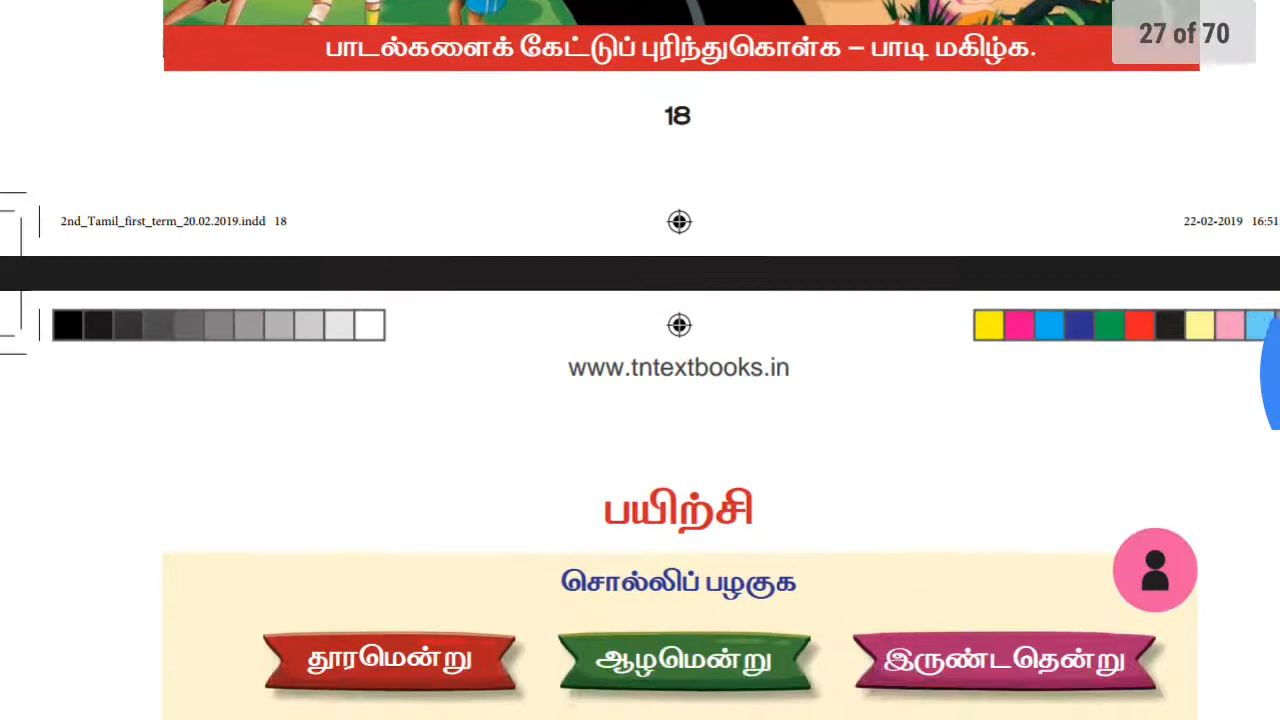 பாடல்களைக் கேட்டுப் புரிந்துகொள்க – பாடி மகிழ்க.
27 of 70
18
2nd_Tamil_first_term_20.02.2019.indd 18
22-02-2019 16:51
www.tntextbooks.in
பயிற்சி
சொல்லிப் பழகுக
தூரமென்று
ஆழமென்று
இருண்டதென்று